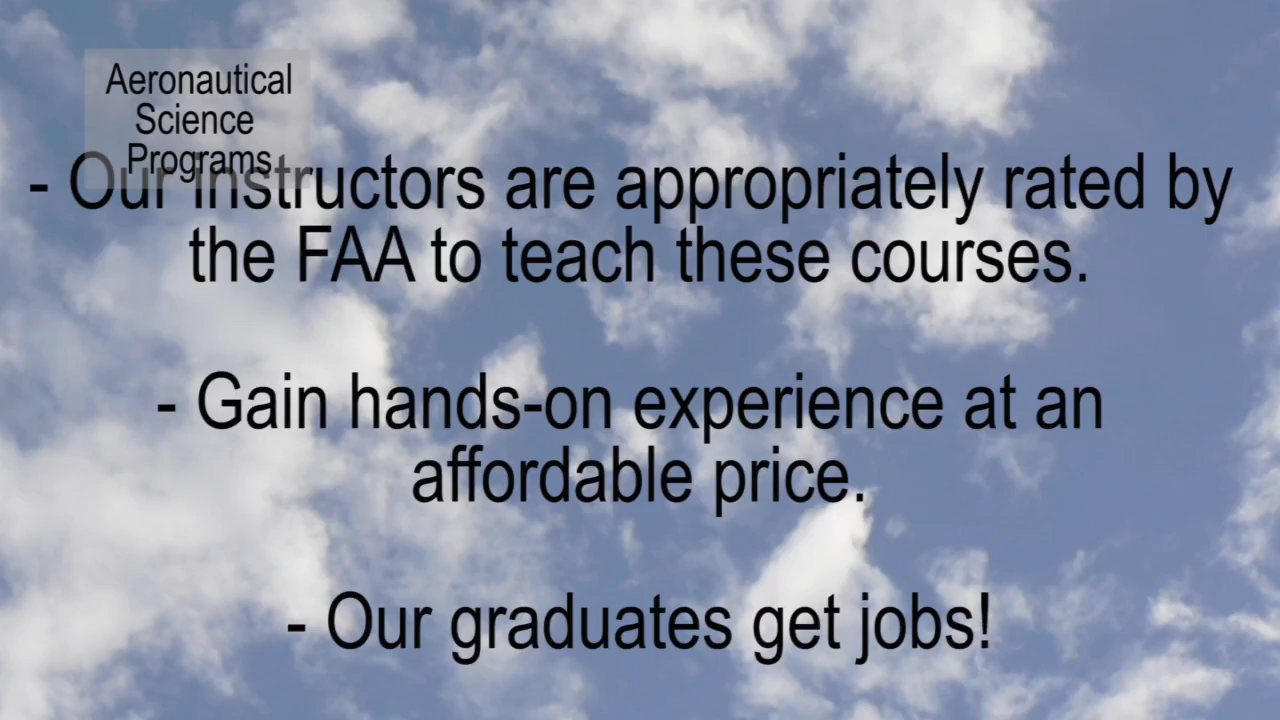 Aeronautical
Science
Programs
- Our instructors are appropriately rated by
the FAA to teach these courses.
- Gain hands-on experience at an
affordable price.
- Our graduates get jobs!